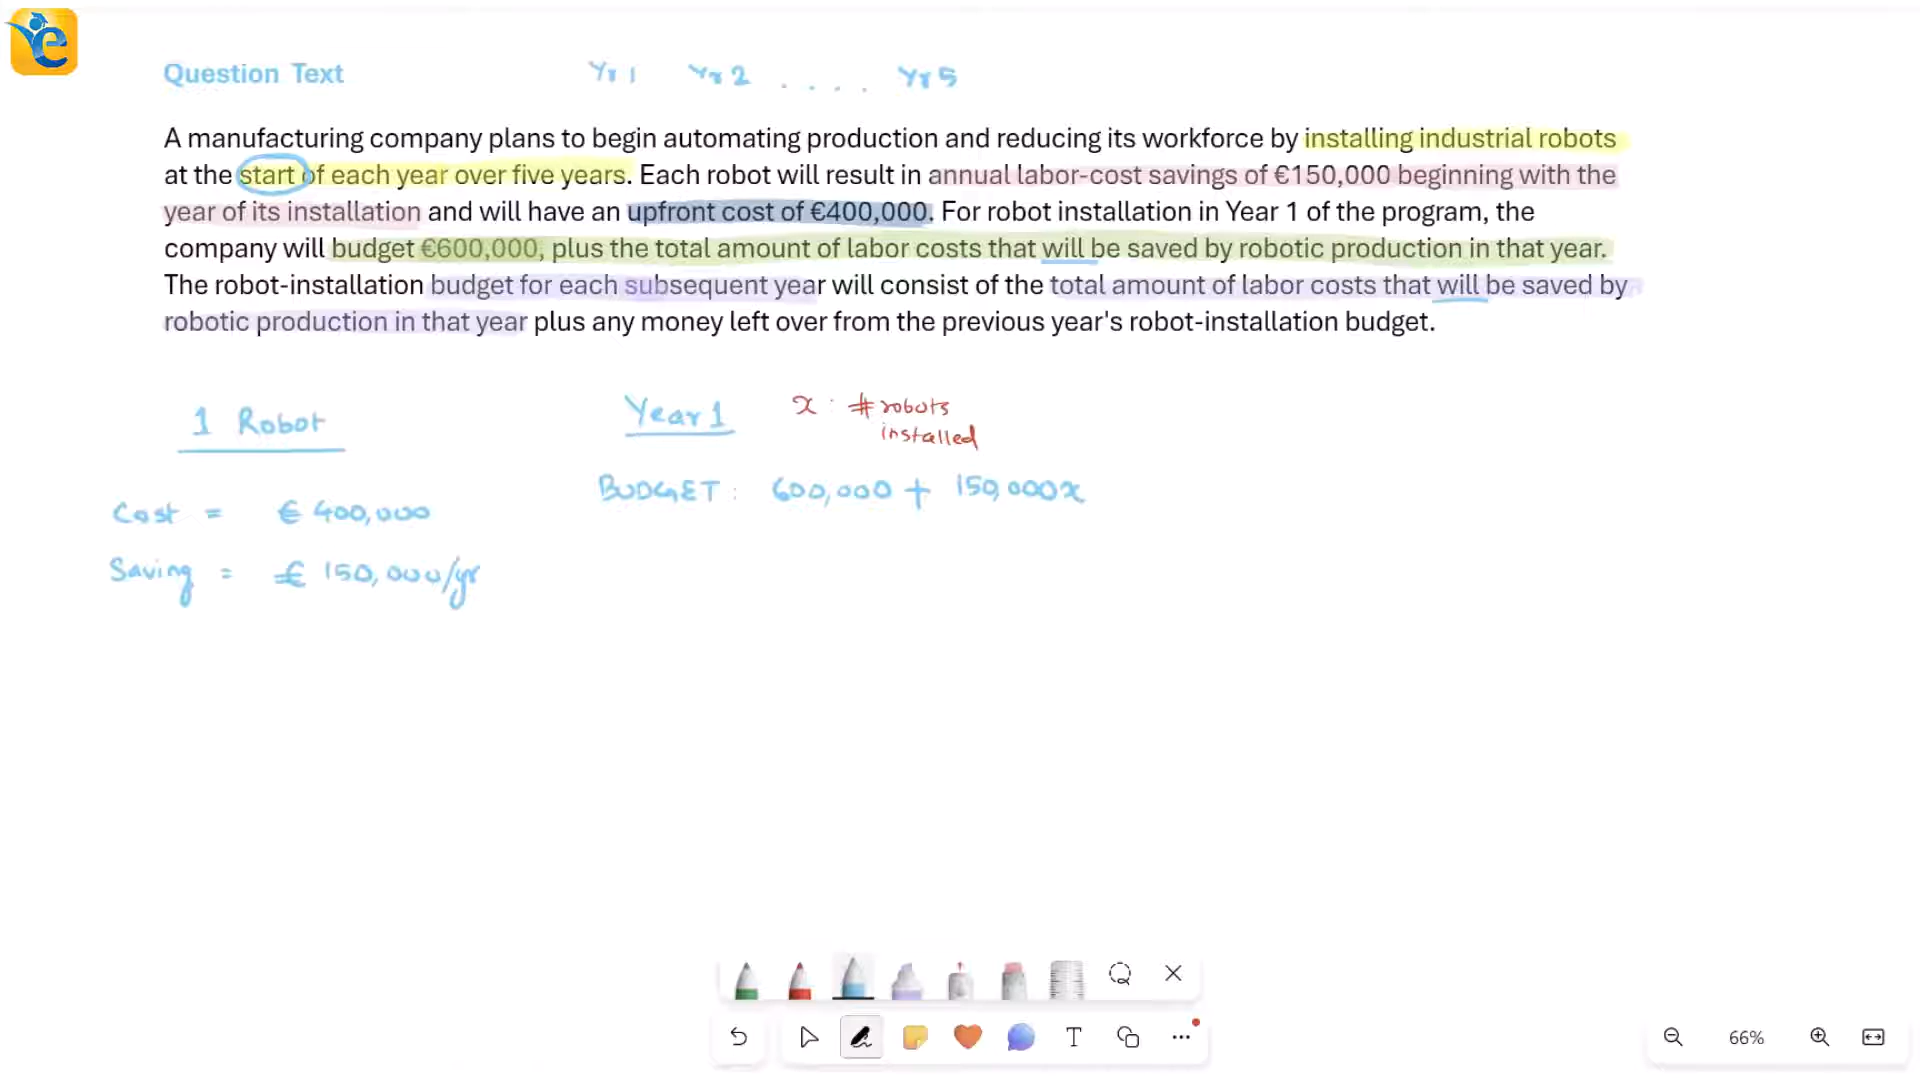 e
Question Text
Yr 1 Yr 2 . . . . Yr 5
A manufacturing company plans to begin automating production and reducing its workforce by installing industrial robots
at the start of each year over five years. Each robot will result in annual labor-cost savings of €150,000 beginning with the
year of its installation and will have an upfront cost of €400,000. For robot installation in Year 1 of the program, the
company will budget €600,000, plus the total amount of labor costs that will be saved by robotic production in that year.
The robot-installation budget for each subsequent year will consist of the total amount of labor costs that will be saved by
robotic production in that year plus any money left over from the previous year's robot-installation budget.
1 Robot
Cost = € 400,000
Saving = € 150,000/yr
Year 1
x : # robots
installed
BUDGET : 600,000 + 150,000x
T
66%